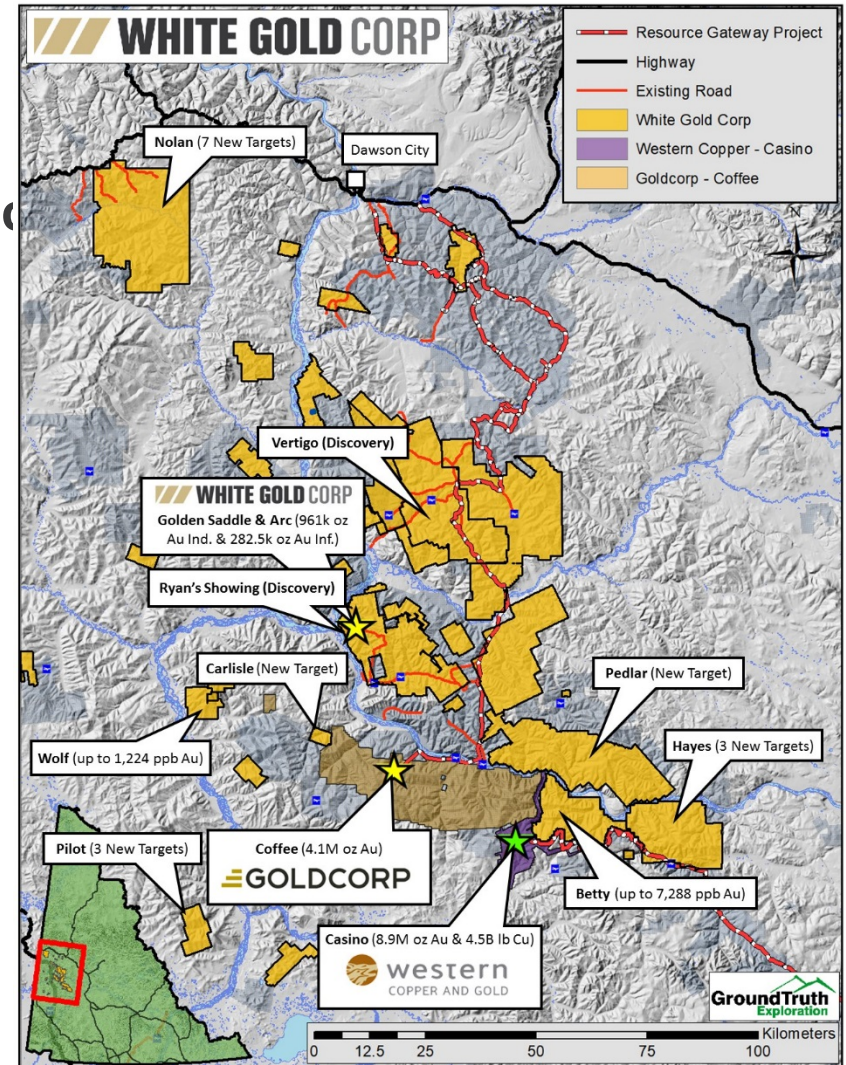 WHITE GOLD CORP
Resource Gateway Project
Highway
Existing Road
White Gold Corp
Western Copper - Casino
Goldcorp - Coffee
Nolan (7 New Targets)
Dawson City
N
Vertigo (Discovery)
WHITE GOLD CORP
Golden Saddle & Arc (961k oz
Au Ind. & 282.5k oz Au Inf.)
Ryan's Showing (Discovery)
Carlisle (New Target)
Pedlar (New Target)
Wolf (up to 1,224 ppb Au)
Hayes (3 New Targets)
Pilot (3 New Targets)
Coffee (4.1M oz Au)
GOLDCORP
Betty (up to 7,288 ppb Au)
Casino (8.9M oz Au & 4.5B lb Cu)
western
COPPER AND GOLD
GroundTruth
Exploration
Kilometers
0 12.5 25 50 75 100